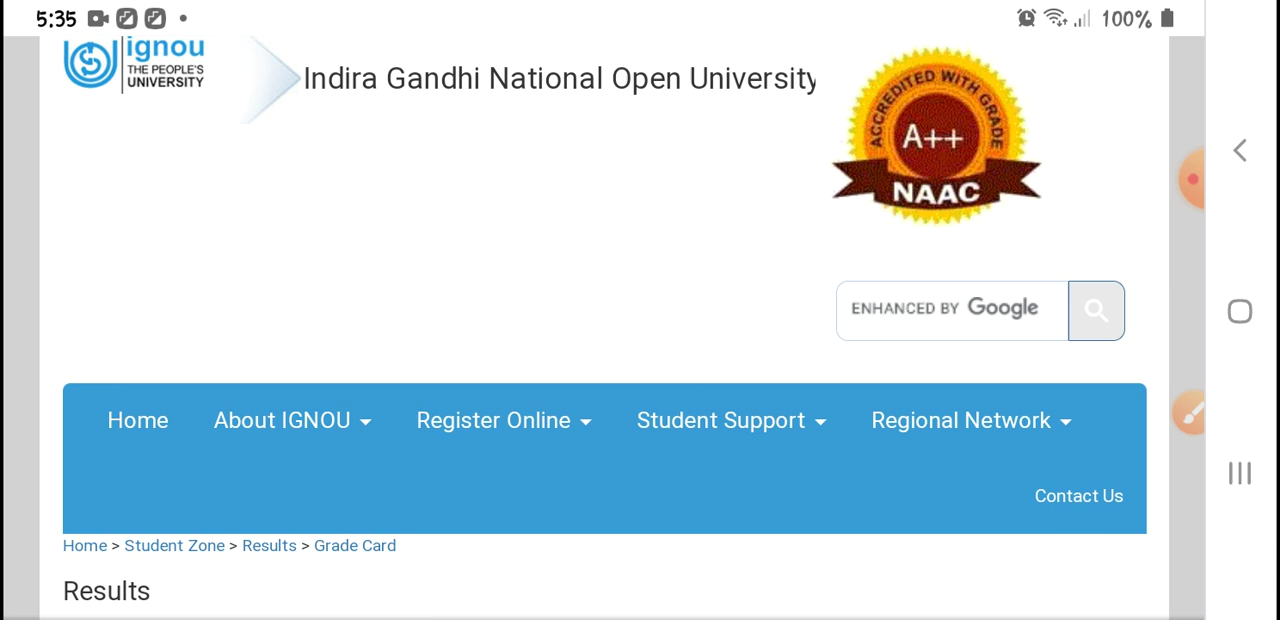 5:35
100%
ignou
THE PEOPLE'S
UNIVERSITY
Indira Gandhi National Open University
ACCREDITED WITH GRADE
A++
NAAC
ENHANCED BY Google
Home About IGNOU Register Online Student Support Regional Network
Contact Us
Home > Student Zone > Results > Grade Card
Results